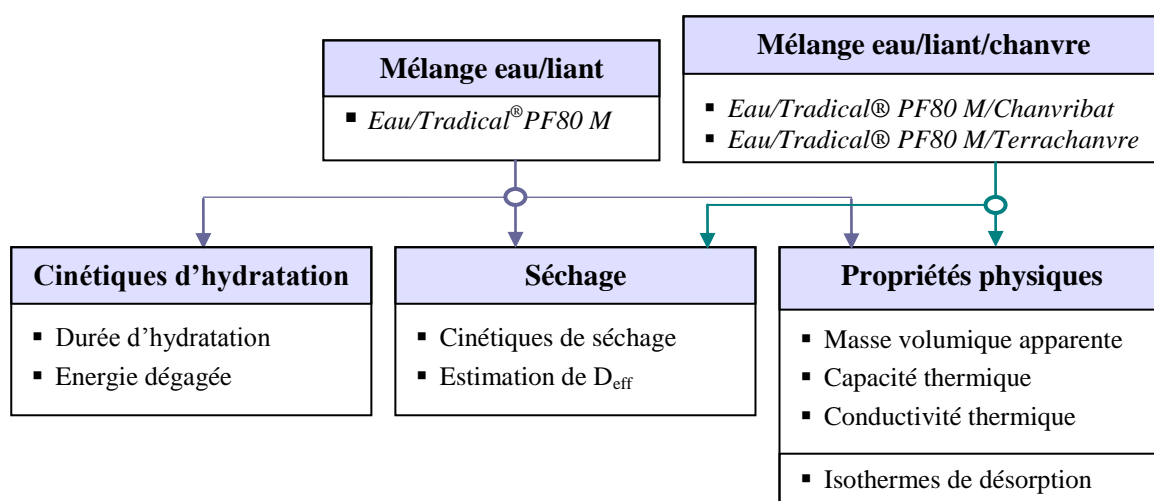 Mélange eau/liant
▪ Eau/Tradical®PF80 M
Mélange eau/liant/chanvre
▪ Eau/Tradical® PF80 M/Chanvribat
▪ Eau/Tradical® PF80 M/Terrachanvre
Cinétiques d’hydratation
▪ Durée d’hydratation
▪ Energie dégagée
Séchage
▪ Cinétiques de séchage
▪ Estimation de Deff
Propriétés physiques
▪ Masse volumique apparente
▪ Capacité thermique
▪ Conductivité thermique
▪ Isothermes de désorption